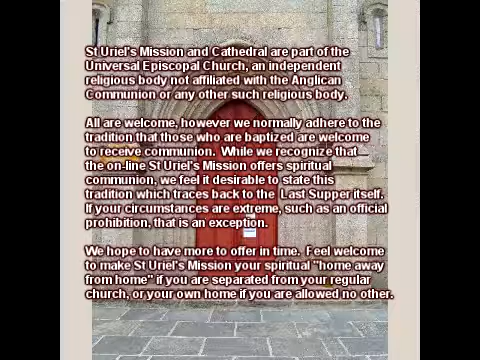 St Uriel's Mission and Cathedral are part of the
Universal Episcopal Church, an independent
religious body not affiliated with the Anglican
Communion or any other such religious body.
All are welcome, however we normally adhere to the
tradition that those who are baptized are welcome
to receive communion. While we recognize that
the on-line St Uriel's Mission offers spiritual
communion, we feel it desirable to state this
tradition which traces back to the Last Supper itself.
If your circumstances are extreme, such as an official
prohibition, that is an exception.
We hope to have more to offer in time. Feel welcome
to make St Uriel's Mission your spiritual "home away
from home" if you are separated from your regular
church, or your own home if you are allowed no other.